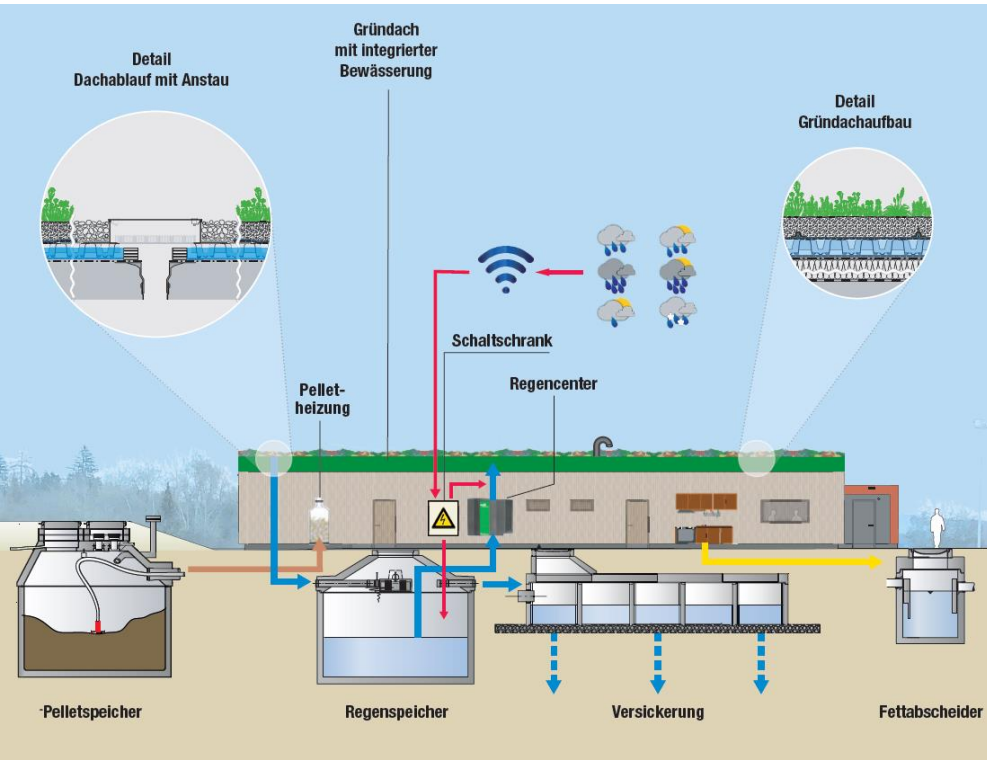 Gründach
mit integrierter
Bewässerung
Detail
Dachablauf mit Anstau
Detail
Gründachaufbau
Schaltschrank
Regencenter
Pellet-
heizung
-Pelletspeicher
Regenspeicher
Versickerung
Fettabscheider